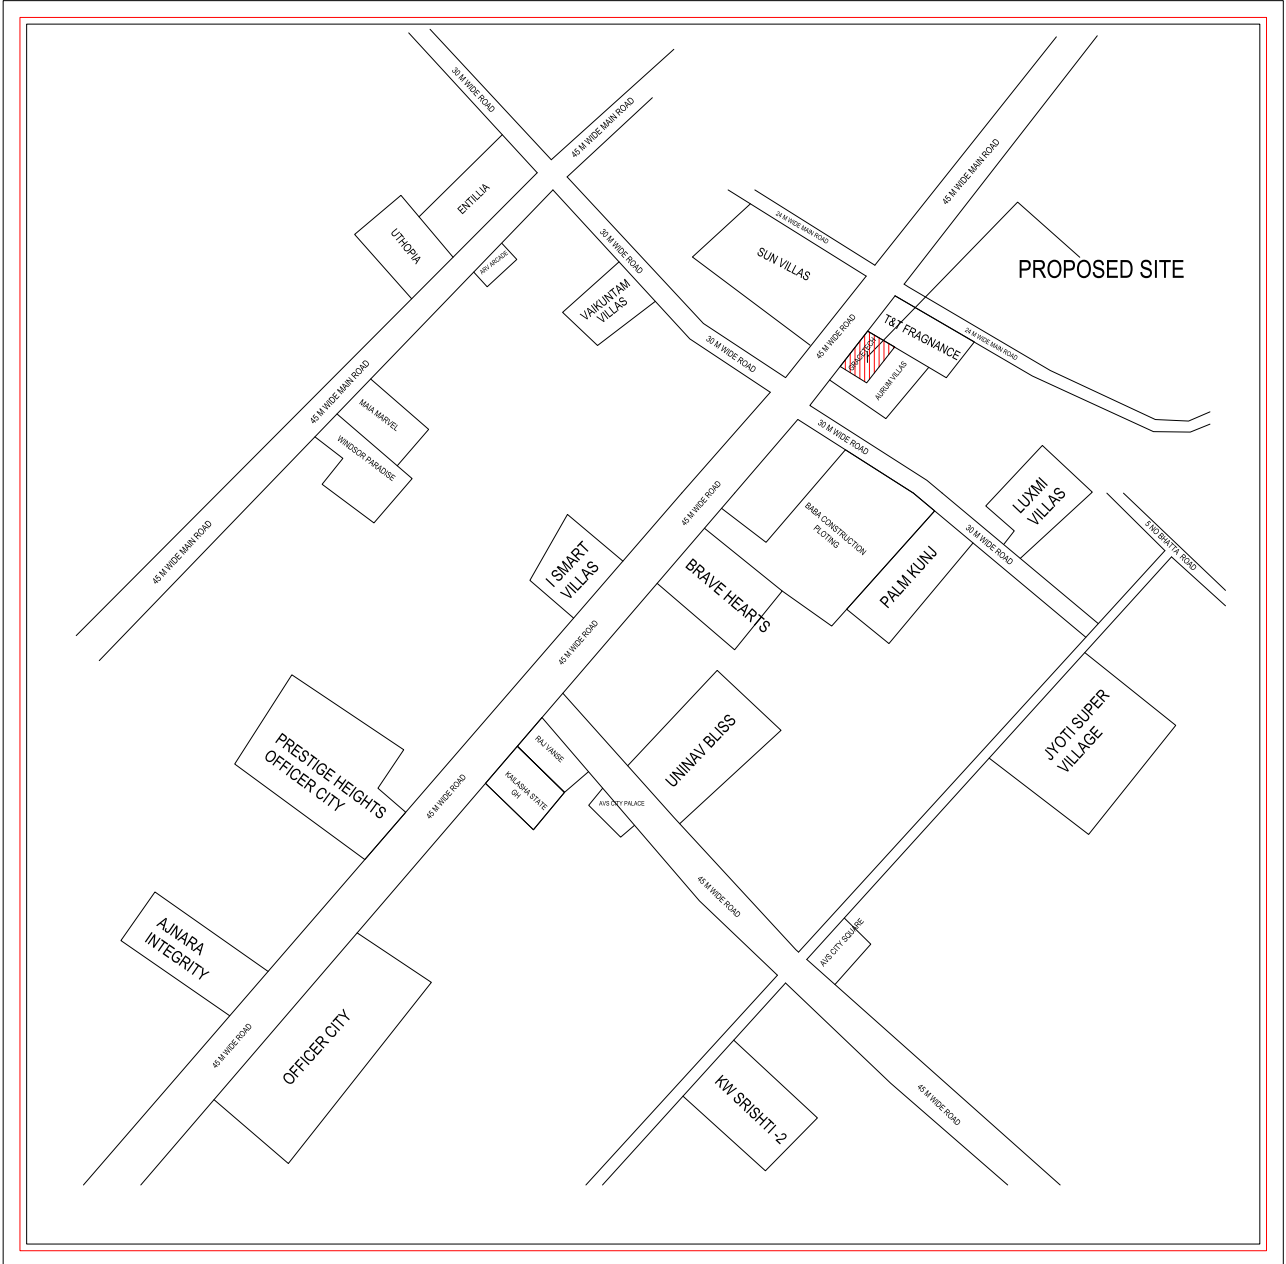 30 M WIDE ROAD
45 M WIDE MAIN ROAD
45 M WIDE MAIN ROAD
ENTILLIA
UTHOPIA
24 M WIDE MAIN ROAD
30 M WIDE ROAD
ARV ARCADE
SUN VILLAS
PROPOSED SITE
VAIKUNTAM
VILLAS
45 M WIDE ROAD
T&T FRAGNANCE
24 M WIDE MAIN ROAD
30 M WIDE ROAD
AURUM VILLAS
45 M WIDE MAIN ROAD
MAIA MARVEL
WINDSOR PARADISE
30 M WIDE ROAD
45 M WIDE ROAD
LUXMI
VILLAS
BABA CONSTRUCTION
PLOTING
30 M WIDE ROAD
5 NO BHATTA ROAD
45 M WIDE MAIN ROAD
I SMART
VILLAS
BRAVE HEARTS
PALM KUNJ
45 M WIDE ROAD
JYOTI SUPER
VILLAGE
UNINAV BLISS
RAJ VANSE
KAILASHA STATE
GH
AVS CITY PALACE
PRESTIGE HEIGHTS
OFFICER CITY
45 M WIDE ROAD
45 M WIDE ROAD
AVS CITY SQUARE
AJNARA
INTEGRITY
45 M WIDE ROAD
OFFICER CITY
KW SRISHTI -2
45 M WIDE ROAD